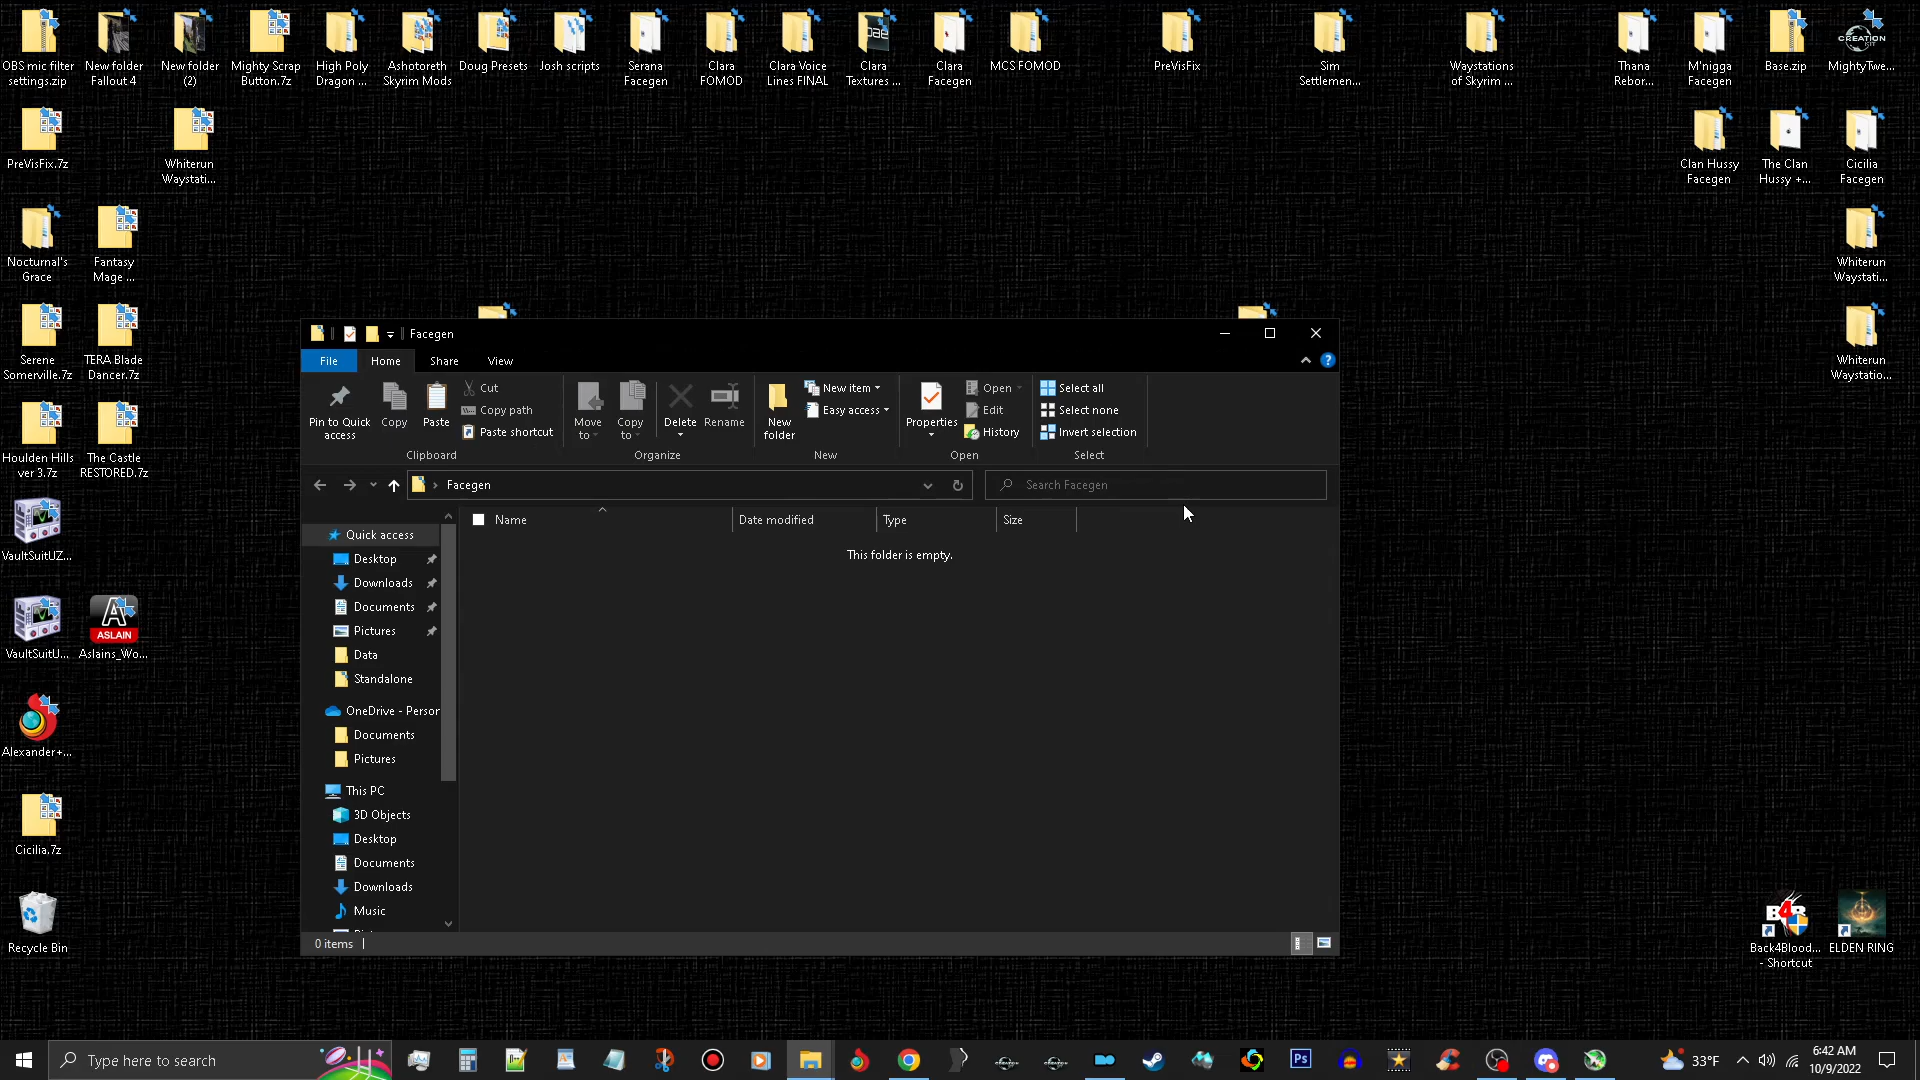 OBS mic filter
settings.zip
New folder
Fallout 4
New folder
(2)
Mighty Scrap
Button.7z
High Poly
Dragon ...
Ashotoreth
Skyrim Mods
Doug Presets
Josh scripts
Serana
Facegen
Clara
FOMOD
Clara Voice
Lines FINAL
Clara
Textures ...
Clara
Facegen
MCS FOMOD
PreVisFix
Sim
Settlemen...
Waystations
of Skyrim ...
Thana
Rebor...
M'nigga
Facegen
Base.zip
CREATION
KIT
MightyTwe...
PreVisFix.7z
Whiterun
Waystati...
Clan Hussy
Facegen
The Clan
Hussy +...
Cicilia
Facegen
Nocturnal's
Grace
Fantasy
Mage ...
Whiterun
Waystati...
Serene
Somerville.7z
TERA Blade
Dancer.7z
Whiterun
Waystatio...
Houlden Hills
ver 3.7z
The Castle
RESTORED.7z
VaultSuitUZ...
VaultSuitU...
A
ASLAIN
Aslains_Wo...
Alexander+...
Cicilia.7z
Recycle Bin
B4B
Back4Blood...
- Shortcut
ELDEN RING
Facegen
File
Home
Share
View
Pin to Quick
access
Copy
Paste
Cut
Copy path
Paste shortcut
Clipboard
Move
to
Copy
to
Delete
Rename
Organize
New
folder
New item
Easy access
New
Properties
Open
Edit
History
Open
Select all
Select none
Invert selection
Select
Facegen
Search Facegen
Name
Date modified
Type
Size
This folder is empty.
Quick access
Desktop
Downloads
Documents
Pictures
Data
Standalone
OneDrive - Person
Documents
Pictures
This PC
3D Objects
Desktop
Documents
Downloads
Music
0 items
Type here to search
Ps
33°F
6:42 AM
10/9/2022